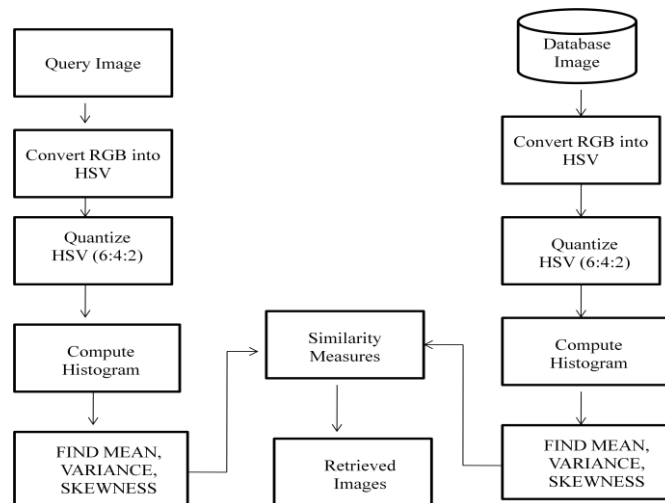 Query Image
Convert RGB into
HSV
Quantize
HSV (6:4:2)
Compute
Histogram
FIND MEAN,
VARIANCE,
SKEWNESS
Similarity
Measures
Retrieved
Images
Database
Image
Convert RGB into
HSV
Quantize
HSV (6:4:2)
Compute
Histogram
FIND MEAN,
VARIANCE,
SKEWNESS